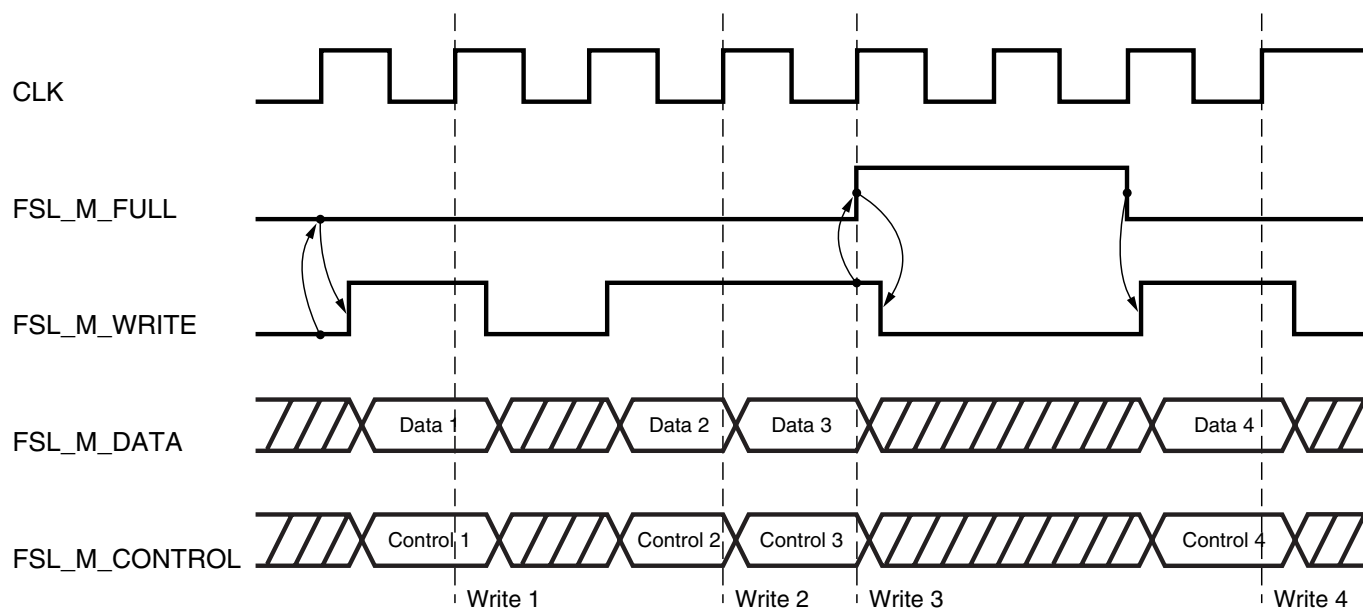 CLK
FSL_M_FULL
FSL_M_WRITE
FSL_M_DATA
Data 1
Data 2
Data 3
Data 4
FSL_M_CONTROL
Control 1
Control 2
Control 3
Control 4
Write 1
Write 2
Write 3
Write 4